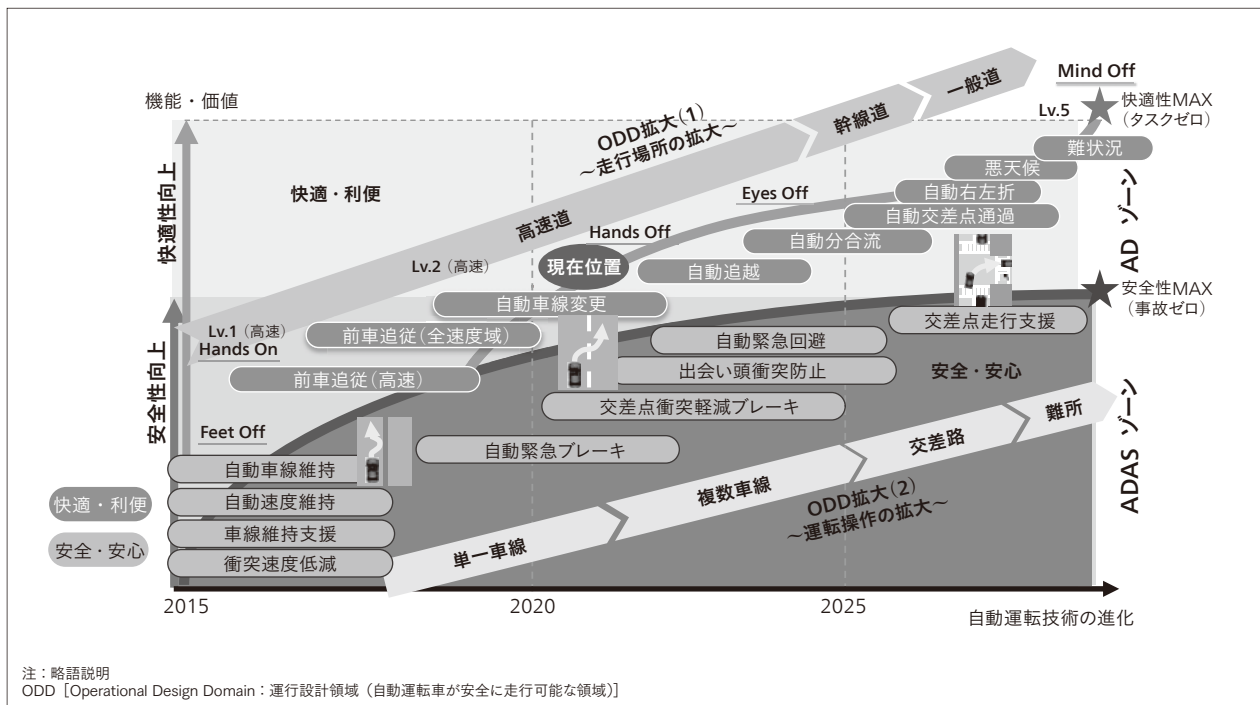 機能・価値
快適性向上
安全性向上
快適・利便
ODD拡大(1)
〜走行場所の拡大〜
高速道
幹線道
一般道
Mind Off
Lv.5
快適性MAX
(タスクゼロ)
難状況
悪天候
自動右左折
自動交差点通過
自動分合流
自動追越
Eyes Off
Hands Off
現在位置
Lv.2 (高速)
自動車線変更
Lv.1 (高速)
Hands On
前車追従(全速度域)
前車追従(高速)
AD ゾーン
安全性MAX
(事故ゼロ)
交差点走行支援
自動緊急回避
出会い頭衝突防止
安全・安心
交差点衝突軽減ブレーキ
自動緊急ブレーキ
Feet Off
自動車線維持
自動速度維持
車線維持支援
衝突速度低減
快適・利便
安全・安心
単一車線
複数車線
交差路
難所
ODD拡大(2)
〜運転操作の拡大〜
ADAS ゾーン
2015
2020
2025
自動運転技術の進化
注：略語説明
ODD［Operational Design Domain：運行設計領域（自動運転車が安全に走行可能な領域）］